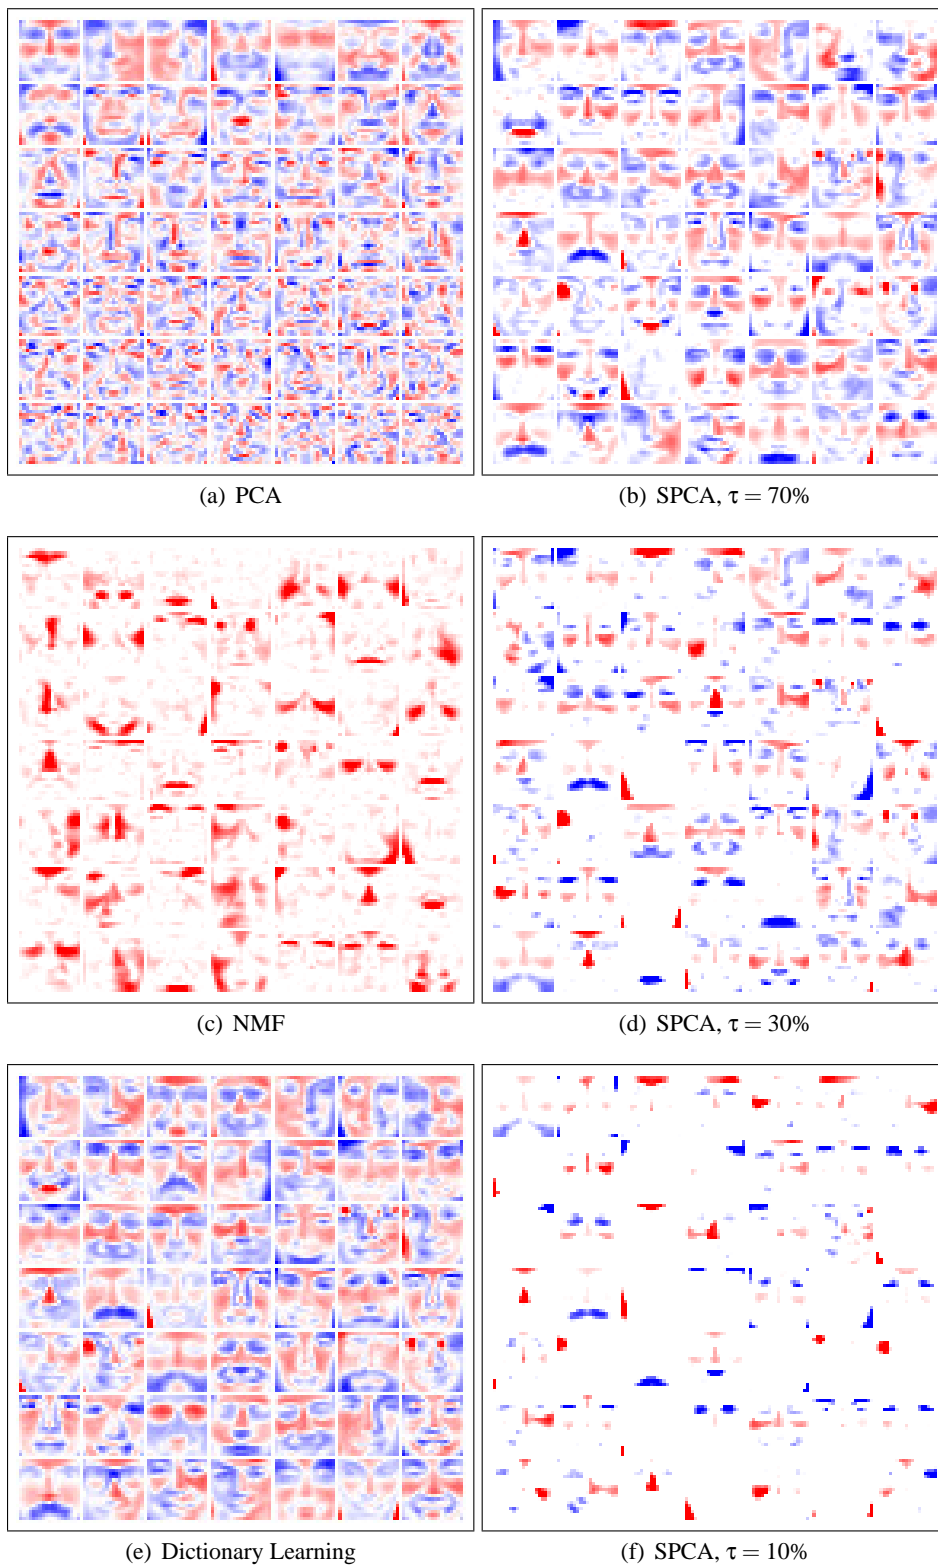 (a) PCA
(b) SPCA, τ = 70%
(c) NMF
(d) SPCA, τ = 30%
(e) Dictionary Learning
(f) SPCA, τ = 10%